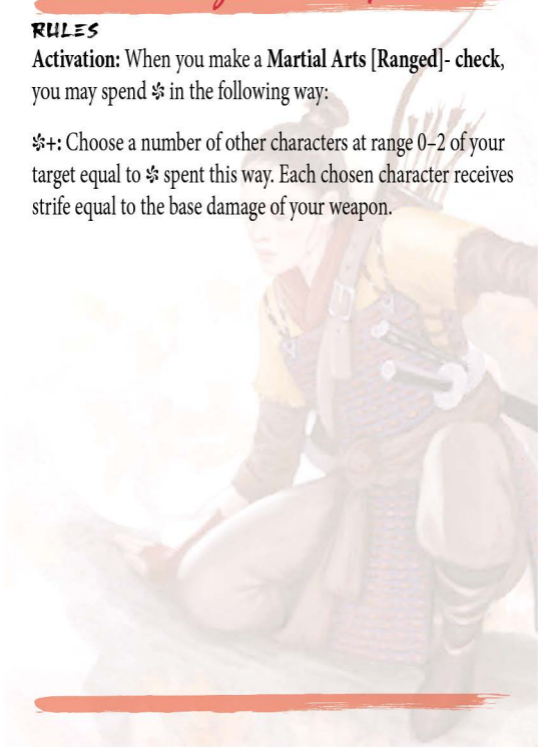 RULES
Activation: When you make a Martial Arts [Ranged]- check,
you may spend in the following way:
+: Choose a number of other characters at range 0–2 of your
target equal to spent this way. Each chosen character receives
strife equal to the base damage of your weapon.